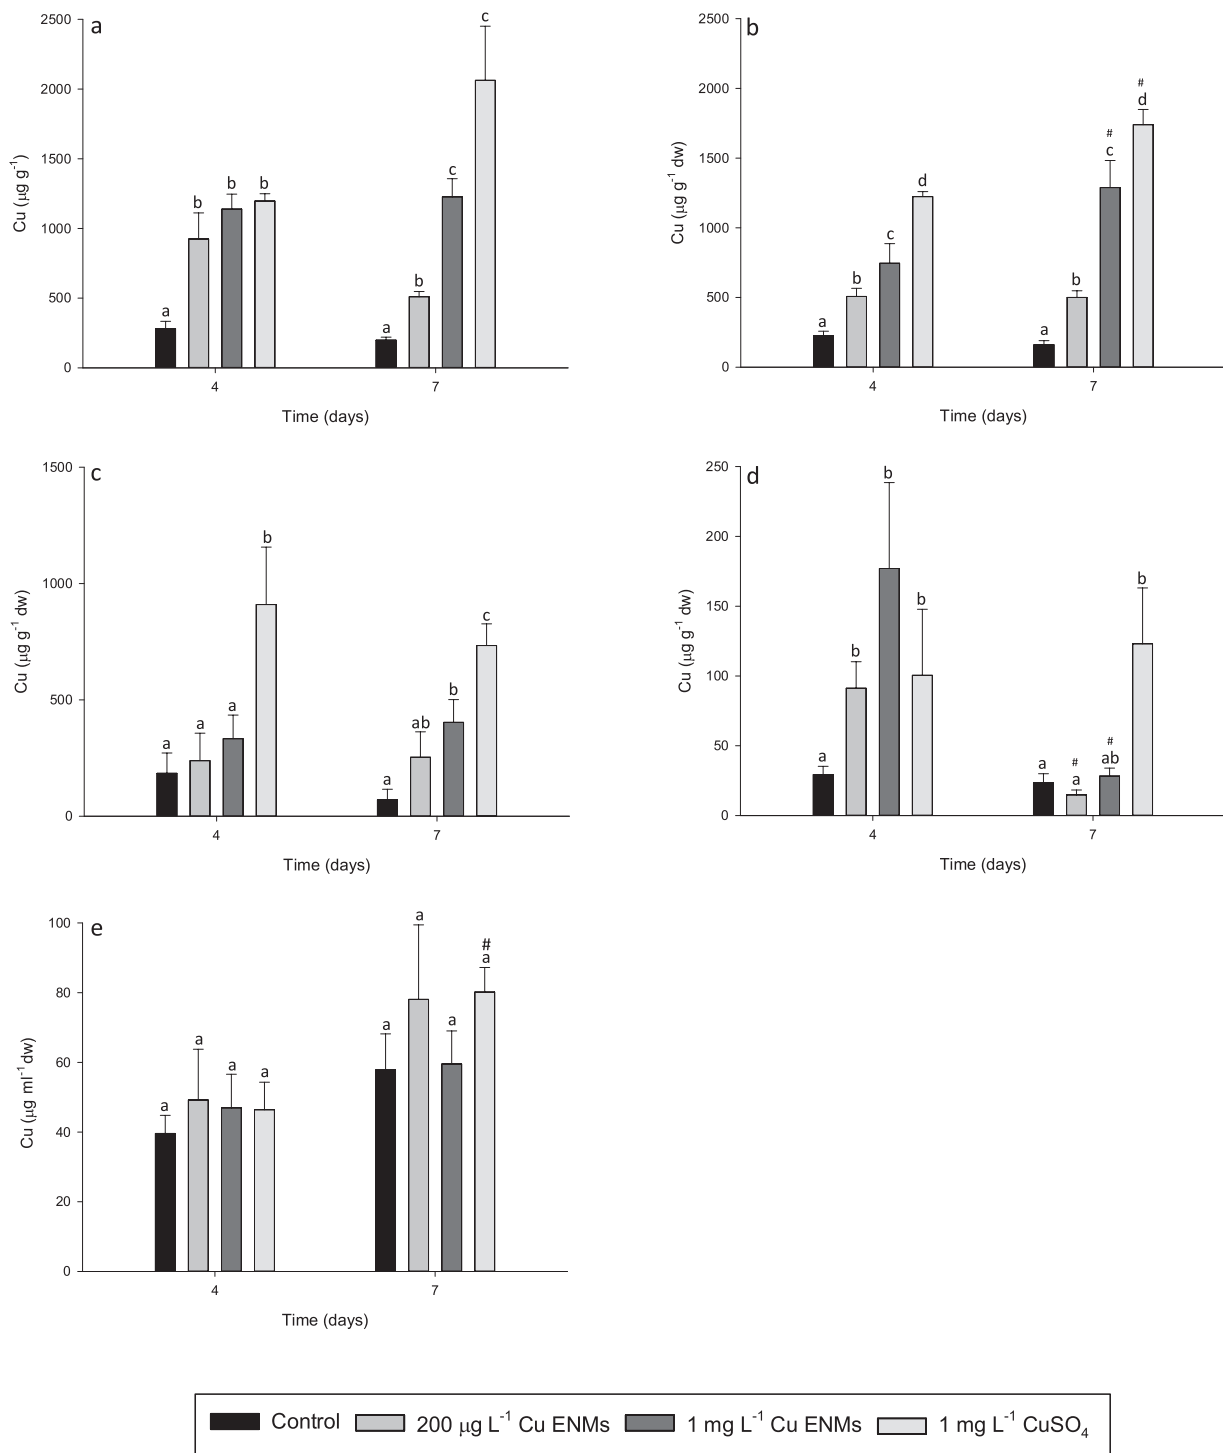 a
Cu (µg g⁻¹)
2500
2000
1500
1000
500
0
a
b
b
b
a
b
c
c
4
7
Time (days)
b
Cu (µg g⁻¹ dw)
2500
2000
1500
1000
500
0
a
b
c
d
a
b
#
c
#
d
4
7
Time (days)
c
Cu (µg g⁻¹ dw)
1500
1000
500
0
a
a
a
b
a
ab
b
c
4
7
Time (days)
d
Cu (µg g⁻¹ dw)
250
200
150
100
50
0
a
b
b
b
a
#
a
#
ab
b
4
7
Time (days)
e
Cu (µg ml⁻¹dw)
100
80
60
40
20
0
a
a
a
a
a
a
a
#
a
4
7
Time (days)
Control 200 µg L⁻¹ Cu ENMs 1 mg L⁻¹ Cu ENMs 1 mg L⁻¹ CuSO₄